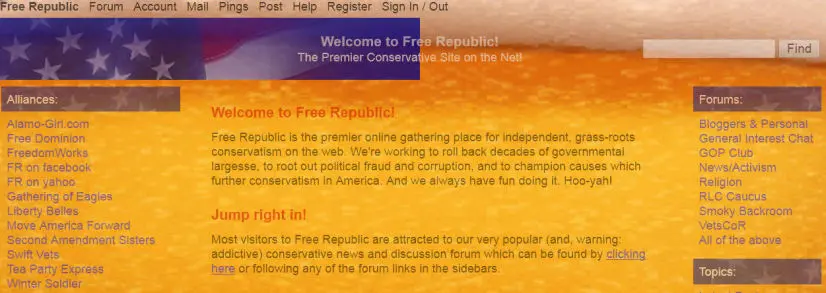 Free Republic Forum Account Mail Pings Post Help Register Sign In / Out
Welcome to Free Republic!
The Premier Conservative Site on the Net!
Find
Alliances:
Alamo-Girl.com
Free Dominion
FreedomWorks
FR on facebook
FR on yahoo
Gathering of Eagles
Liberty Belles
Move America Forward
Second Amendment Sisters
Swift Vets
Tea Party Express
Winter Soldier
Welcome to Free Republic!
Free Republic is the premier online gathering place for independent, grass-roots
conservatism on the web. We're working to roll back decades of governmental
largesse, to root out political fraud and corruption, and to champion causes which
further conservatism in America. And we always have fun doing it. Hoo-yah!
Jump right in!
Most visitors to Free Republic are attracted to our very popular (and, warning:
addictive) conservative news and discussion forum which can be found by clicking
here or following any of the forum links in the sidebars.
Forums:
Bloggers & Personal
General Interest Chat
GOP Club
News/Activism
Religion
RLC Caucus
Smoky Backroom
VetsCoR
All of the above
Topics: